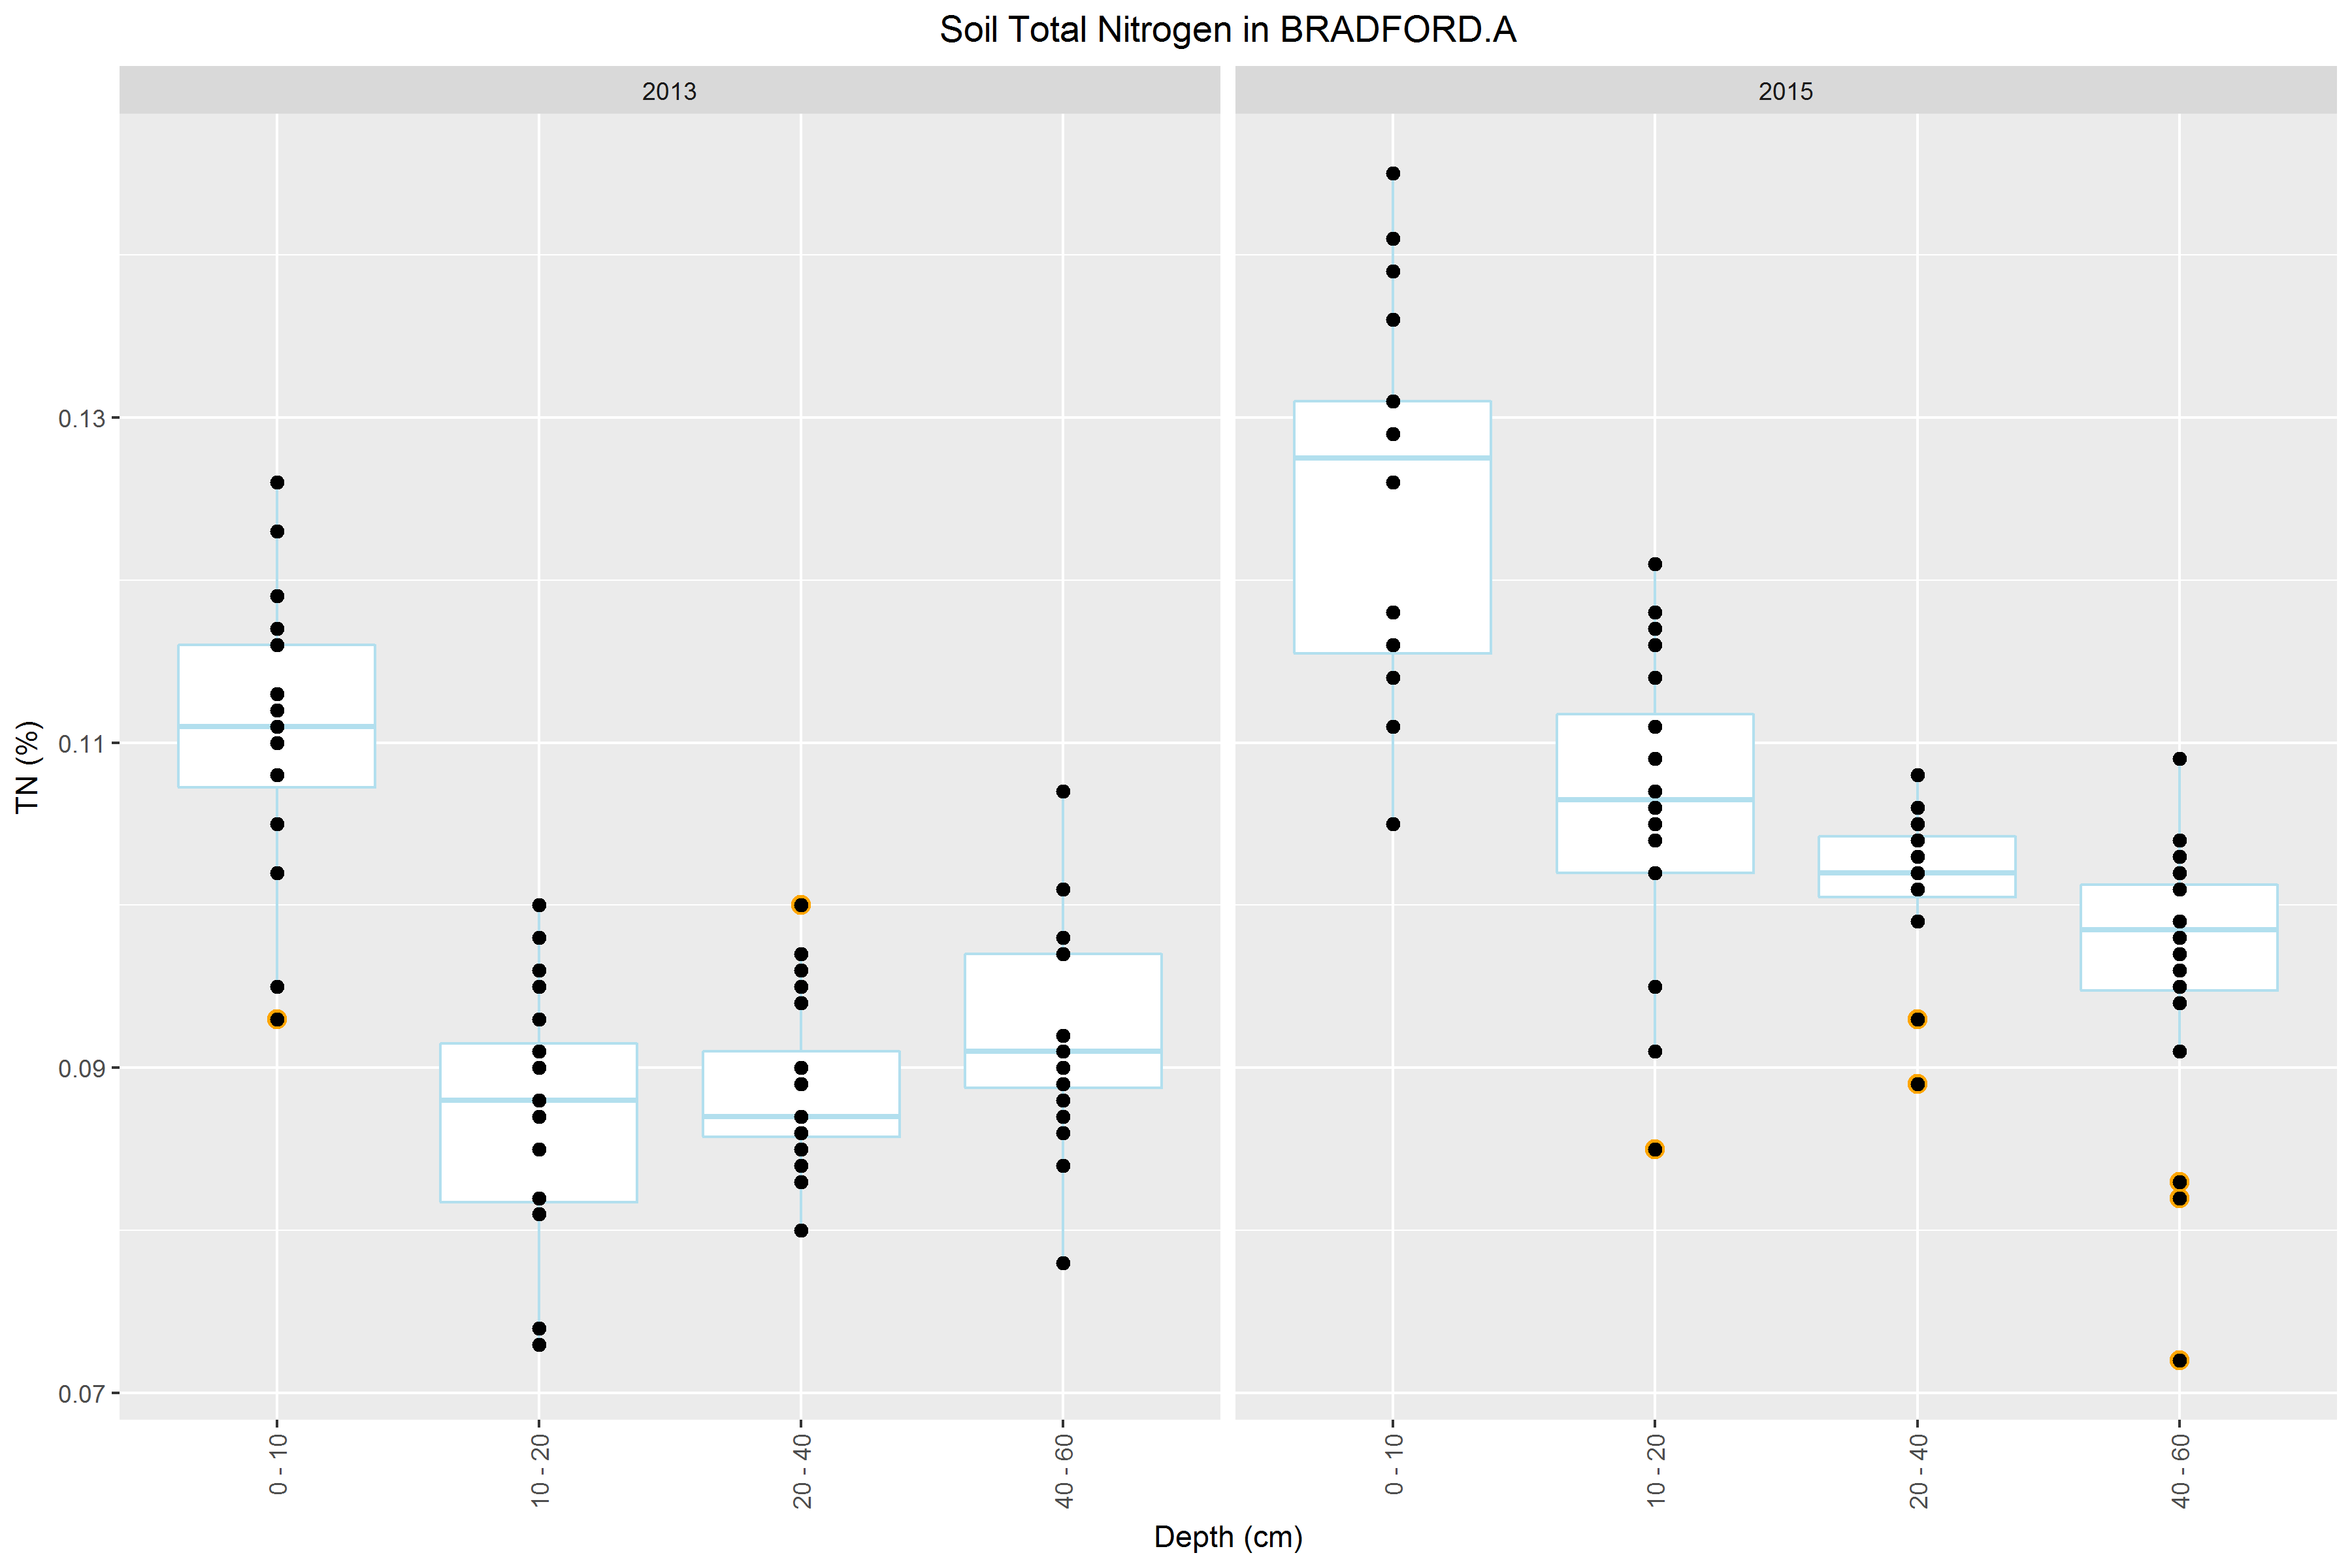 Soil Total Nitrogen in BRADFORD.A
2013
2015
TN (%)
0.13
0.11
0.09
0.07
0 - 10
10 - 20
20 - 40
40 - 60
0 - 10
10 - 20
20 - 40
40 - 60
Depth (cm)